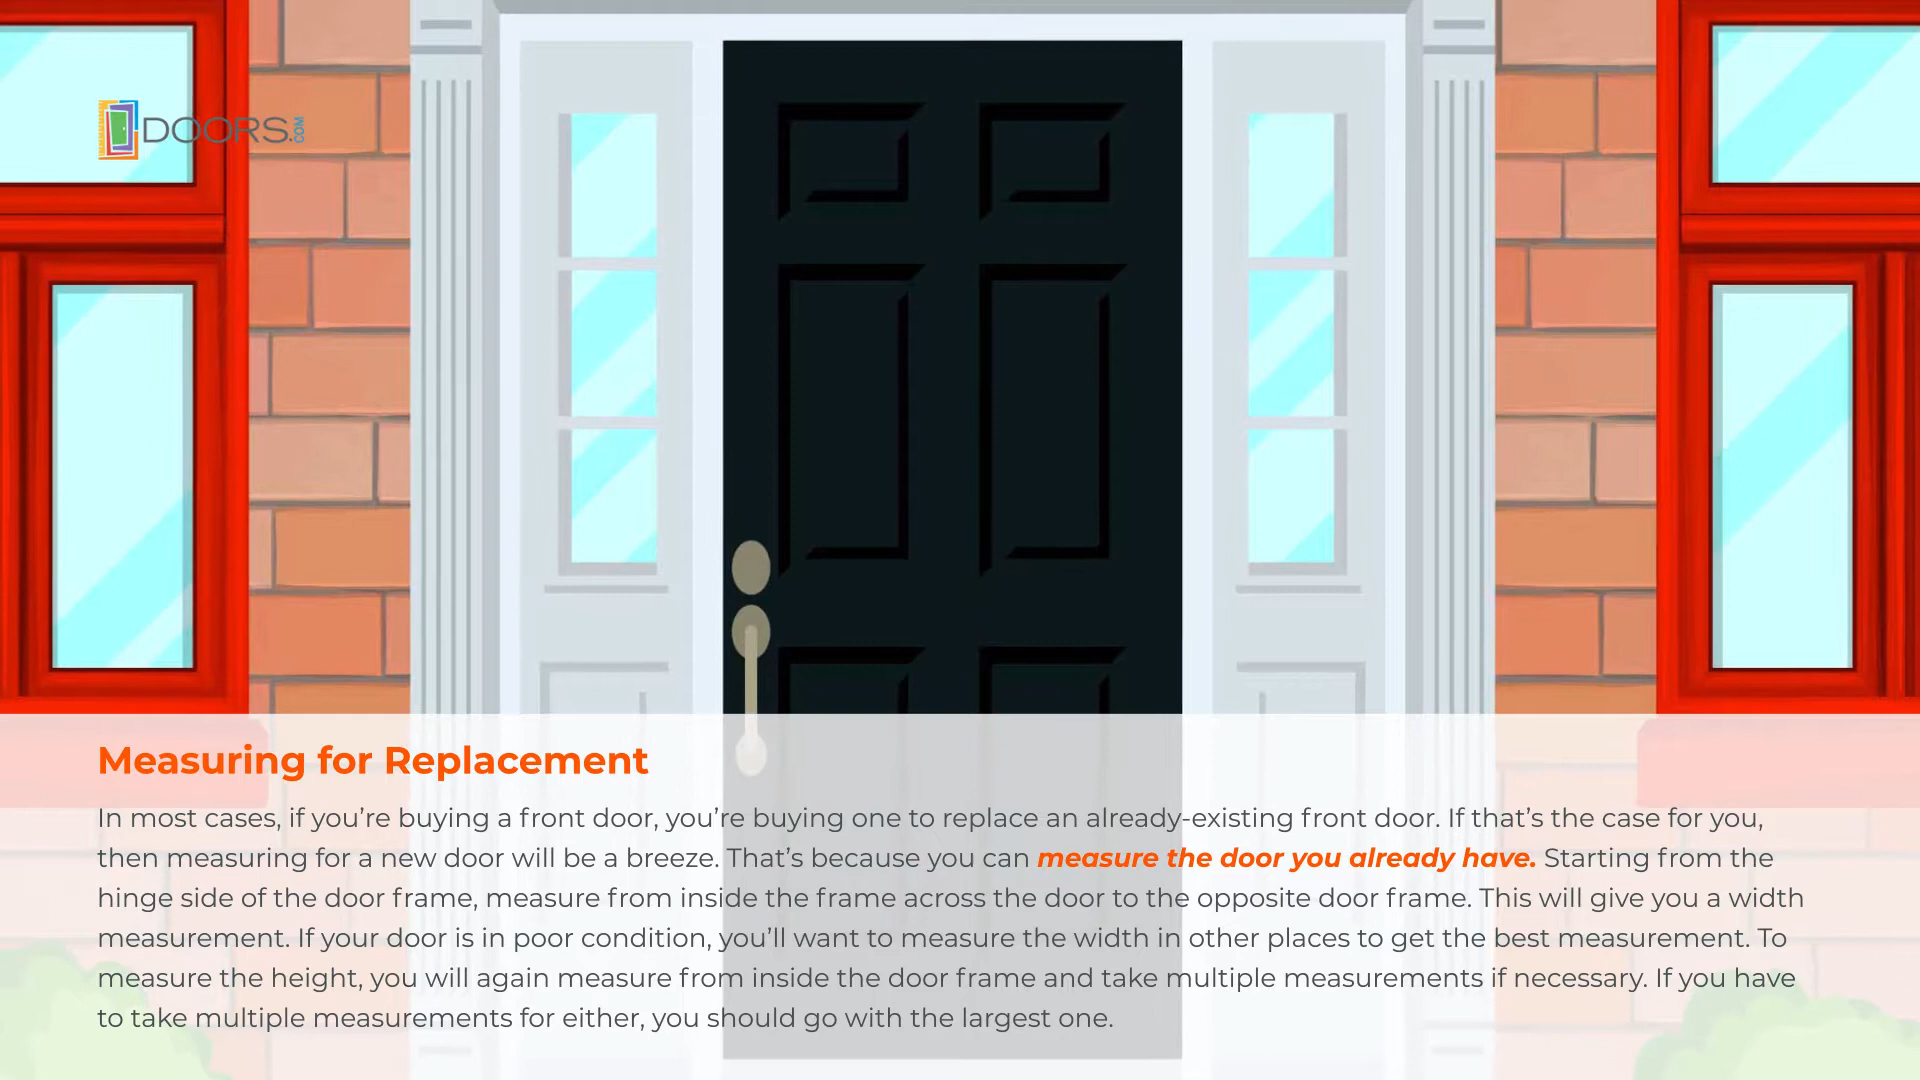 DOORS.COM
Measuring for Replacement
In most cases, if you’re buying a front door, you’re buying one to replace an already-existing front door. If that’s the case for you,
then measuring for a new door will be a breeze. That’s because you can measure the door you already have. Starting from the
hinge side of the door frame, measure from inside the frame across the door to the opposite door frame. This will give you a width
measurement. If your door is in poor condition, you’ll want to measure the width in other places to get the best measurement. To
measure the height, you will again measure from inside the door frame and take multiple measurements if necessary. If you have
to take multiple measurements for either, you should go with the largest one.